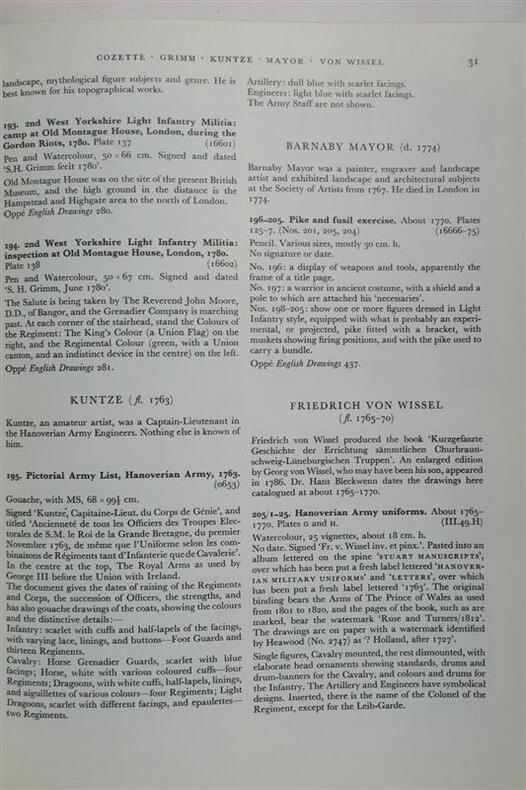 COZETTE · GRIMM · KUNTZE · MAYOR · VON WISSEL
31
landscape, mythological figure subjects and genre. He is
best known for his topographical works.
193. 2nd West Yorkshire Light Infantry Militia:
camp at Old Montague House, London, during the
Gordon Riots, 1780. Plate 137 (16601)
Pen and Watercolour, 50 × 66 cm. Signed and dated
'S.H. Grimm fecit 1780'.
Old Montague House was on the site of the present British
Museum, and the high ground in the distance is the
Hampstead and Highgate area to the north of London.
Oppé English Drawings 280.
194. 2nd West Yorkshire Light Infantry Militia:
inspection at Old Montague House, London, 1780.
Plate 138 (16602)
Pen and Watercolour, 50 × 67 cm. Signed and dated
'S. H. Grimm, June 1780'.
The Salute is being taken by The Reverend John Moore,
D.D., of Bangor, and the Grenadier Company is marching
past. At each corner of the stairhead, stand the Colours of
the Regiment: The King's Colour (a Union Flag) on the
right, and the Regimental Colour (green, with a Union
canton, and an indistinct device in the centre) on the left.
Oppé English Drawings 281.
KUNTZE (fl. 1763)
Kuntze, an amateur artist, was a Captain-Lieutenant in
the Hanoverian Army Engineers. Nothing else is known of
him.
195. Pictorial Army List, Hanoverian Army, 1763.
(0653)
Gouache, with MS, 68 × 99½ cm.
Signed 'Kuntze, Capitaine-Lieut. du Corps de Génie', and
titled 'Ancienneté de tous les Officiers des Troupes Elec-
torales de S.M. le Roi de la Grande Bretagne, du premier
Novembre 1763, de même que l'Uniforme selon les com-
binaisons de Régiments tant d'Infanterie que de Cavalerie'.
In the centre at the top, The Royal Arms as used by
George III before the Union with Ireland.
The document gives the dates of raising of the Regiments
and Corps, the succession of Officers, the strengths, and
has also gouache drawings of the coats, showing the colours
and the distinctive details:—
Infantry: scarlet with cuffs and half-lapels of the facings,
with varying lace, linings, and buttons—Foot Guards and
thirteen Regiments.
Cavalry: Horse Grenadier Guards, scarlet with blue
facings; Horse, white with various coloured cuffs—four
Regiments; Dragoons, with white cuffs, half-lapels, linings,
and aiguillettes of various colours—four Regiments; Light
Dragoons, scarlet with different facings, and epaulettes—
two Regiments.
Artillery: dull blue with scarlet facings.
Engineers: light blue with scarlet facings.
The Army Staff are not shown.
BARNABY MAYOR (d. 1774)
Barnaby Mayor was a painter, engraver and landscape
artist and exhibited landscape and architectural subjects
at the Society of Artists from 1767. He died in London in
1774.
196–205. Pike and fusil exercise. About 1770. Plates
125–7. (Nos. 201, 205, 204) (16666–75)
Pencil. Various sizes, mostly 30 cm. h.
No signature or date.
No. 196: a display of weapons and tools, apparently the
frame of a title page.
No. 197: a warrior in ancient costume, with a shield and a
pole to which are attached his 'necessaries'.
Nos. 198–205: show one or more figures dressed in Light
Infantry style, equipped with what is probably an experi-
mental, or projected, pike fitted with a bracket, with
muskets showing firing positions, and with the pike used to
carry a bundle.
Oppé English Drawings 437.
FRIEDRICH VON WISSEL
(fl. 1765–70)
Friedrich von Wissel produced the book 'Kurzgefaszte
Geschichte der Errichtung sämmtlichen Churbraun-
schweig-Lüneburgischen Truppen'. An enlarged edition
by Georg von Wissel, who may have been his son, appeared
in 1786. Dr. Hans Bleckwenn dates the drawings here
catalogued at about 1765–1770.
205/1–25. Hanoverian Army uniforms. About 1765–
1770. Plates G and H. (III.49.H)
Watercolour, 25 vignettes, about 18 cm. h.
No date. Signed 'Fr. v. Wissel inv. et pinx.'. Pasted into an
album lettered on the spine 'STUART MANUSCRIPTS',
over which has been put a fresh label lettered 'HANOVER-
IAN MILITARY UNIFORMS' and 'LETTERS', over which
has been put a fresh label lettered '1763'. The original
binding bears the Arms of The Prince of Wales as used
from 1801 to 1820, and the pages of the book, such as are
marked, bear the watermark 'Ruse and Turners/1812'.
The drawings are on paper with a watermark identified
by Heawood (No. 2747) as '? Holland, after 1727'.
Single figures, Cavalry mounted, the rest dismounted, with
elaborate head ornaments showing standards, drums and
drum-banners for the Cavalry, and colours and drums for
the Infantry. The Artillery and Engineers have symbolical
designs. Inserted, there is the name of the Colonel of the
Regiment, except for the Leib-Garde.